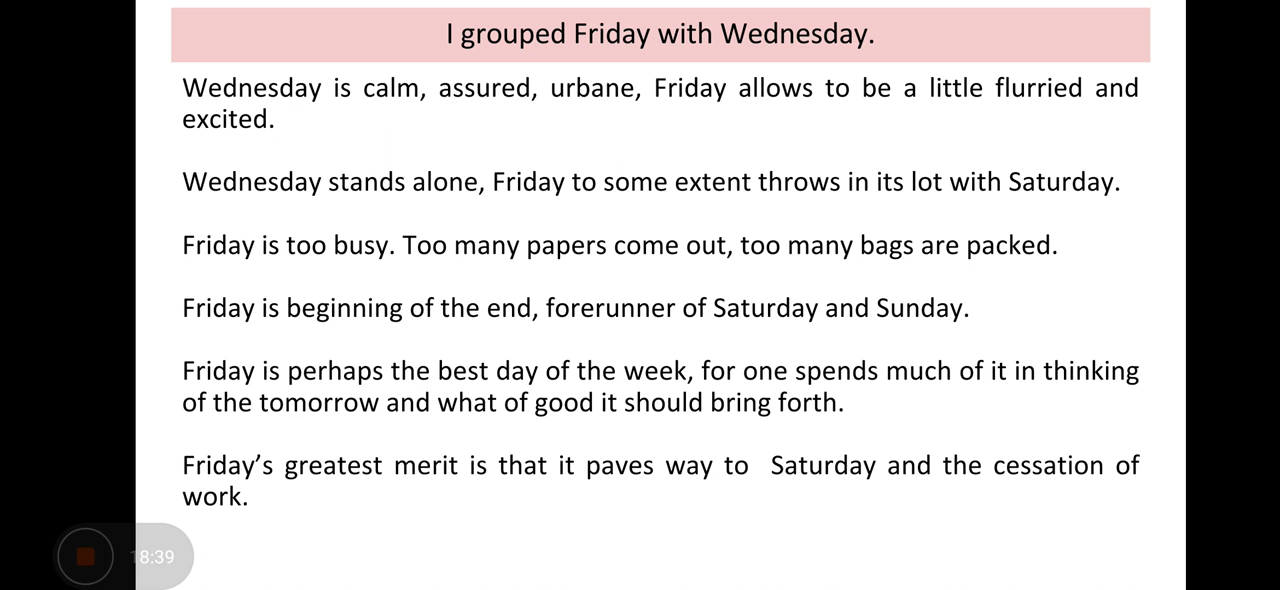 I grouped Friday with Wednesday.
Wednesday is calm, assured, urbane, Friday allows to be a little flurried and
excited.
Wednesday stands alone, Friday to some extent throws in its lot with Saturday.
Friday is too busy. Too many papers come out, too many bags are packed.
Friday is beginning of the end, forerunner of Saturday and Sunday.
Friday is perhaps the best day of the week, for one spends much of it in thinking
of the tomorrow and what of good it should bring forth.
Friday's greatest merit is that it paves way to Saturday and the cessation of
work.
18:39